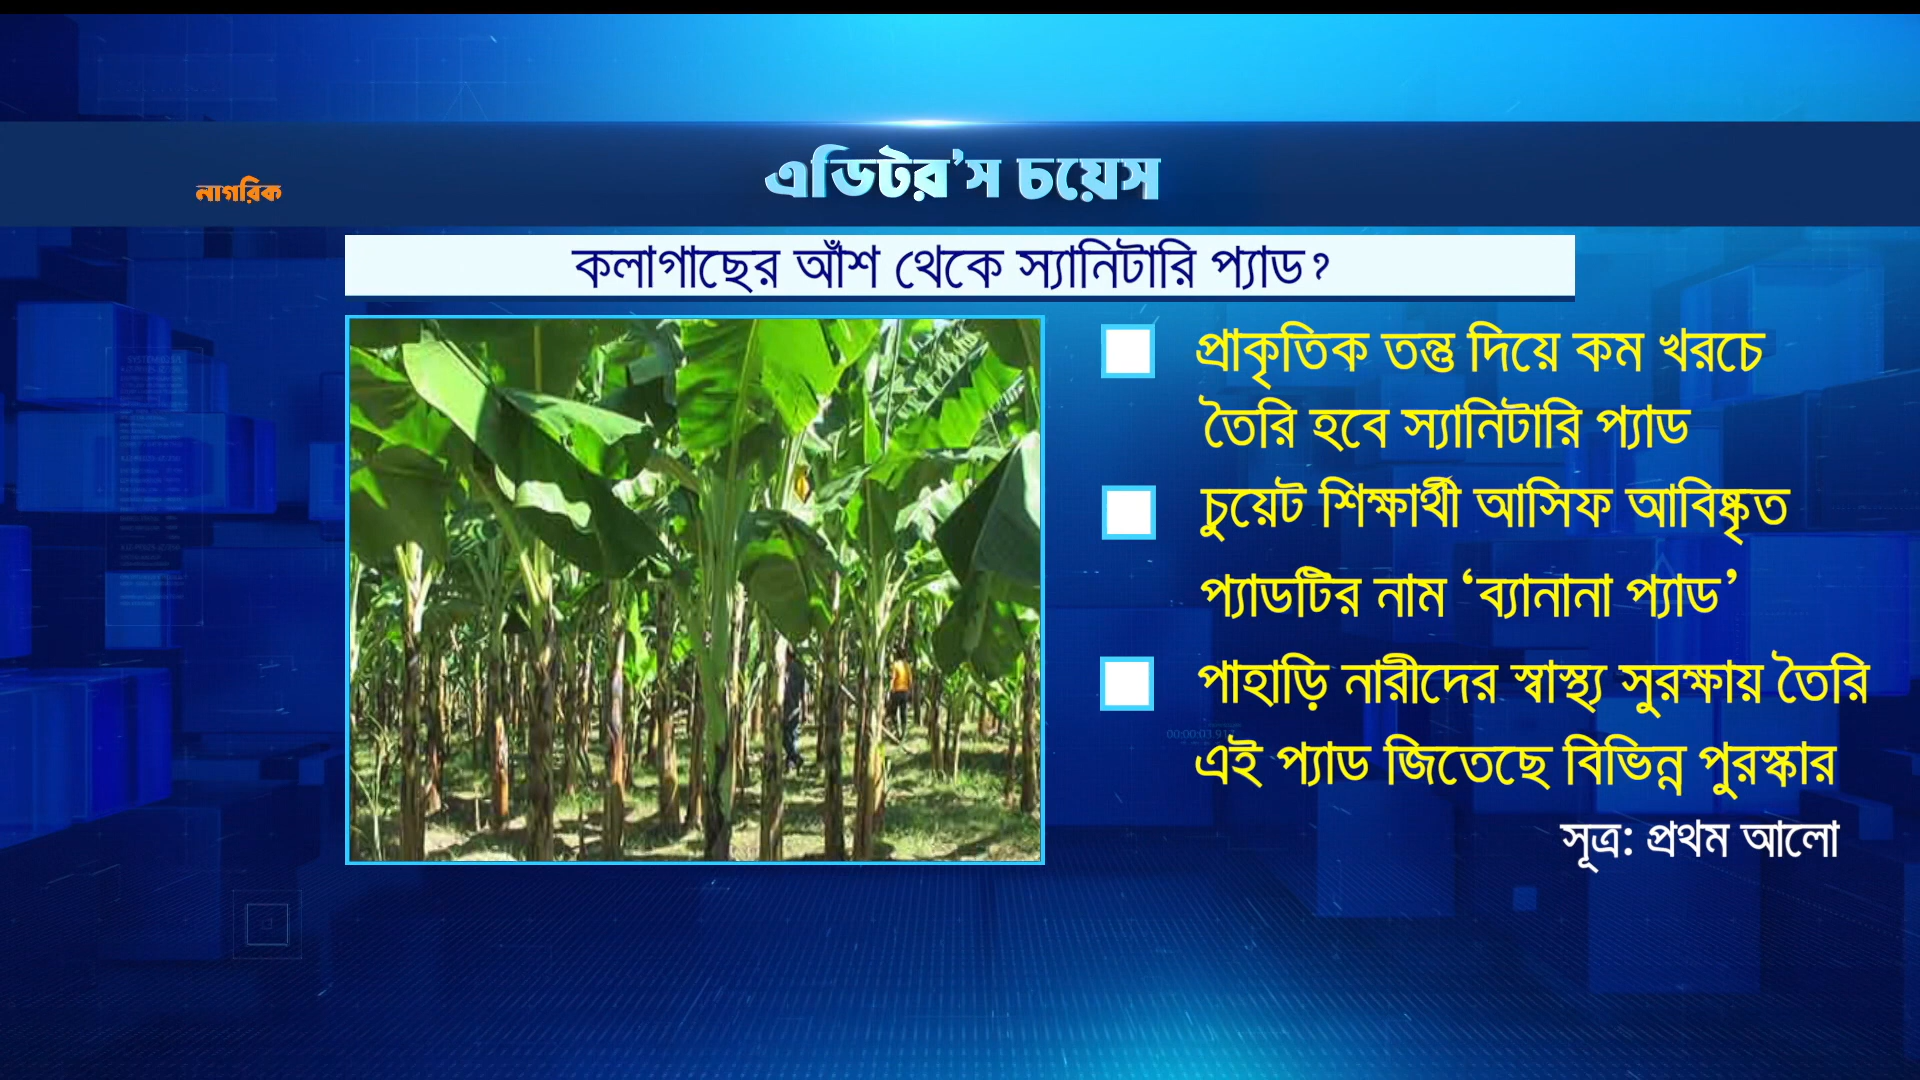 এডিটর’স চয়েস
নাগরিক
কলাগাছের আঁশ থেকে স্যানিটারি প্যাড?
প্রাকৃতিক তন্তু দিয়ে কম খরচে
তৈরি হবে স্যানিটারি প্যাড
চুয়েট শিক্ষার্থী আসিফ আবিষ্কৃত
প্যাডটির নাম ‘ব্যানানা প্যাড’
পাহাড়ি নারীদের স্বাস্থ্য সুরক্ষায় তৈরি
এই প্যাড জিতেছে বিভিন্ন পুরস্কার
সূত্র: প্রথম আলো